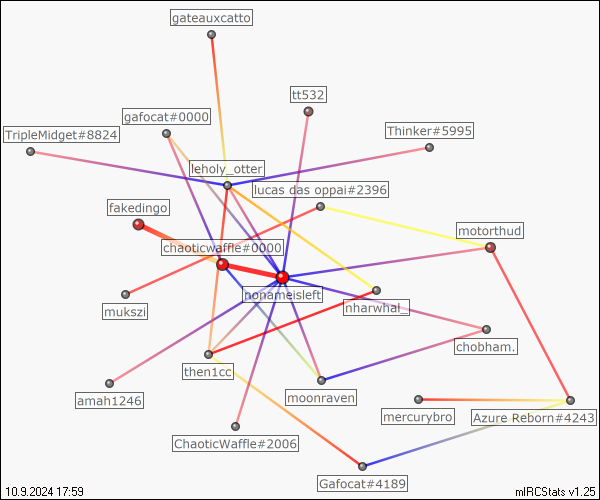 gateauxcatto
tt532
gafocat#0000
TripleMidget#8824
Thinker#5995
leholy_otter
lucas das oppai#2396
fakedingo
motorthud
chaoticwaffle#0000
nonameisleft
mukszi
nharwhal_
chobham.
then1cc
amah1246
moonraven
mercurybro
Azure Reborn#4243
ChaoticWaffle#2006
Gafocat#4189
10.9.2024 17:59
mIRCStats v1.25